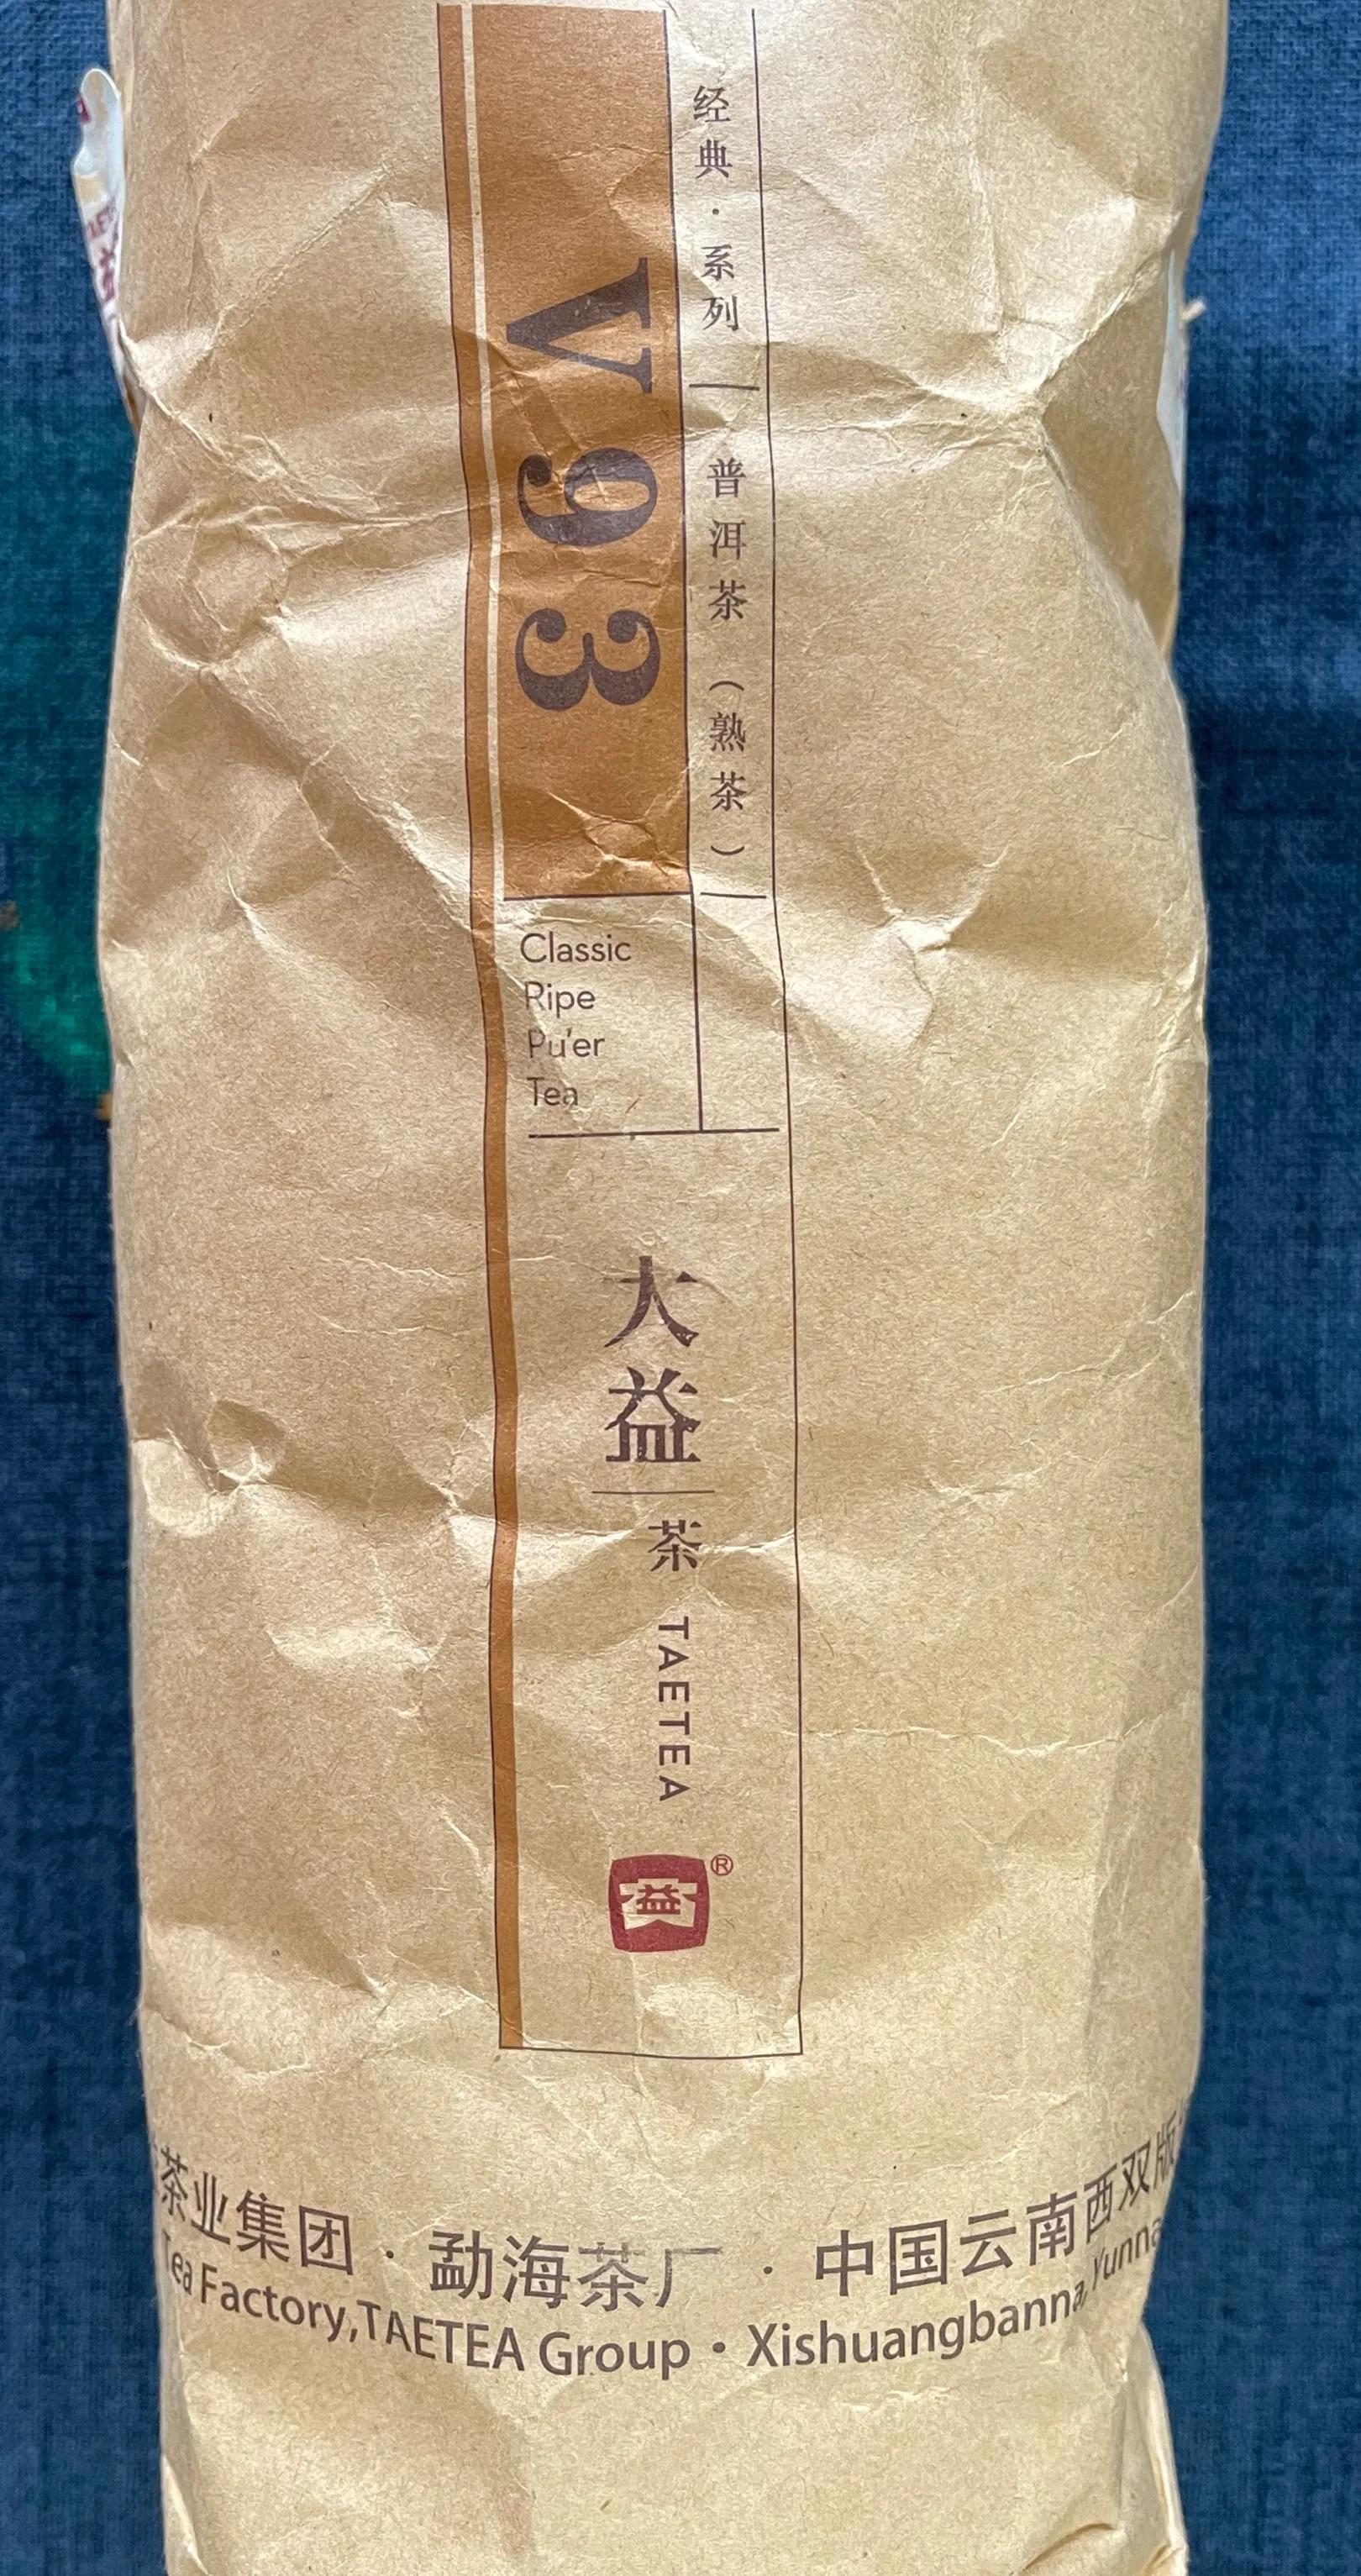 经典·系列
普洱茶（熟茶）
V93
Classic
Ripe
Pu'er
Tea
大益
茶
TAETEA
益®
茶业集团·勐海茶厂·中国云南西双版
Tea Factory,TAETEA Group·Xishuangbanna,Yunna